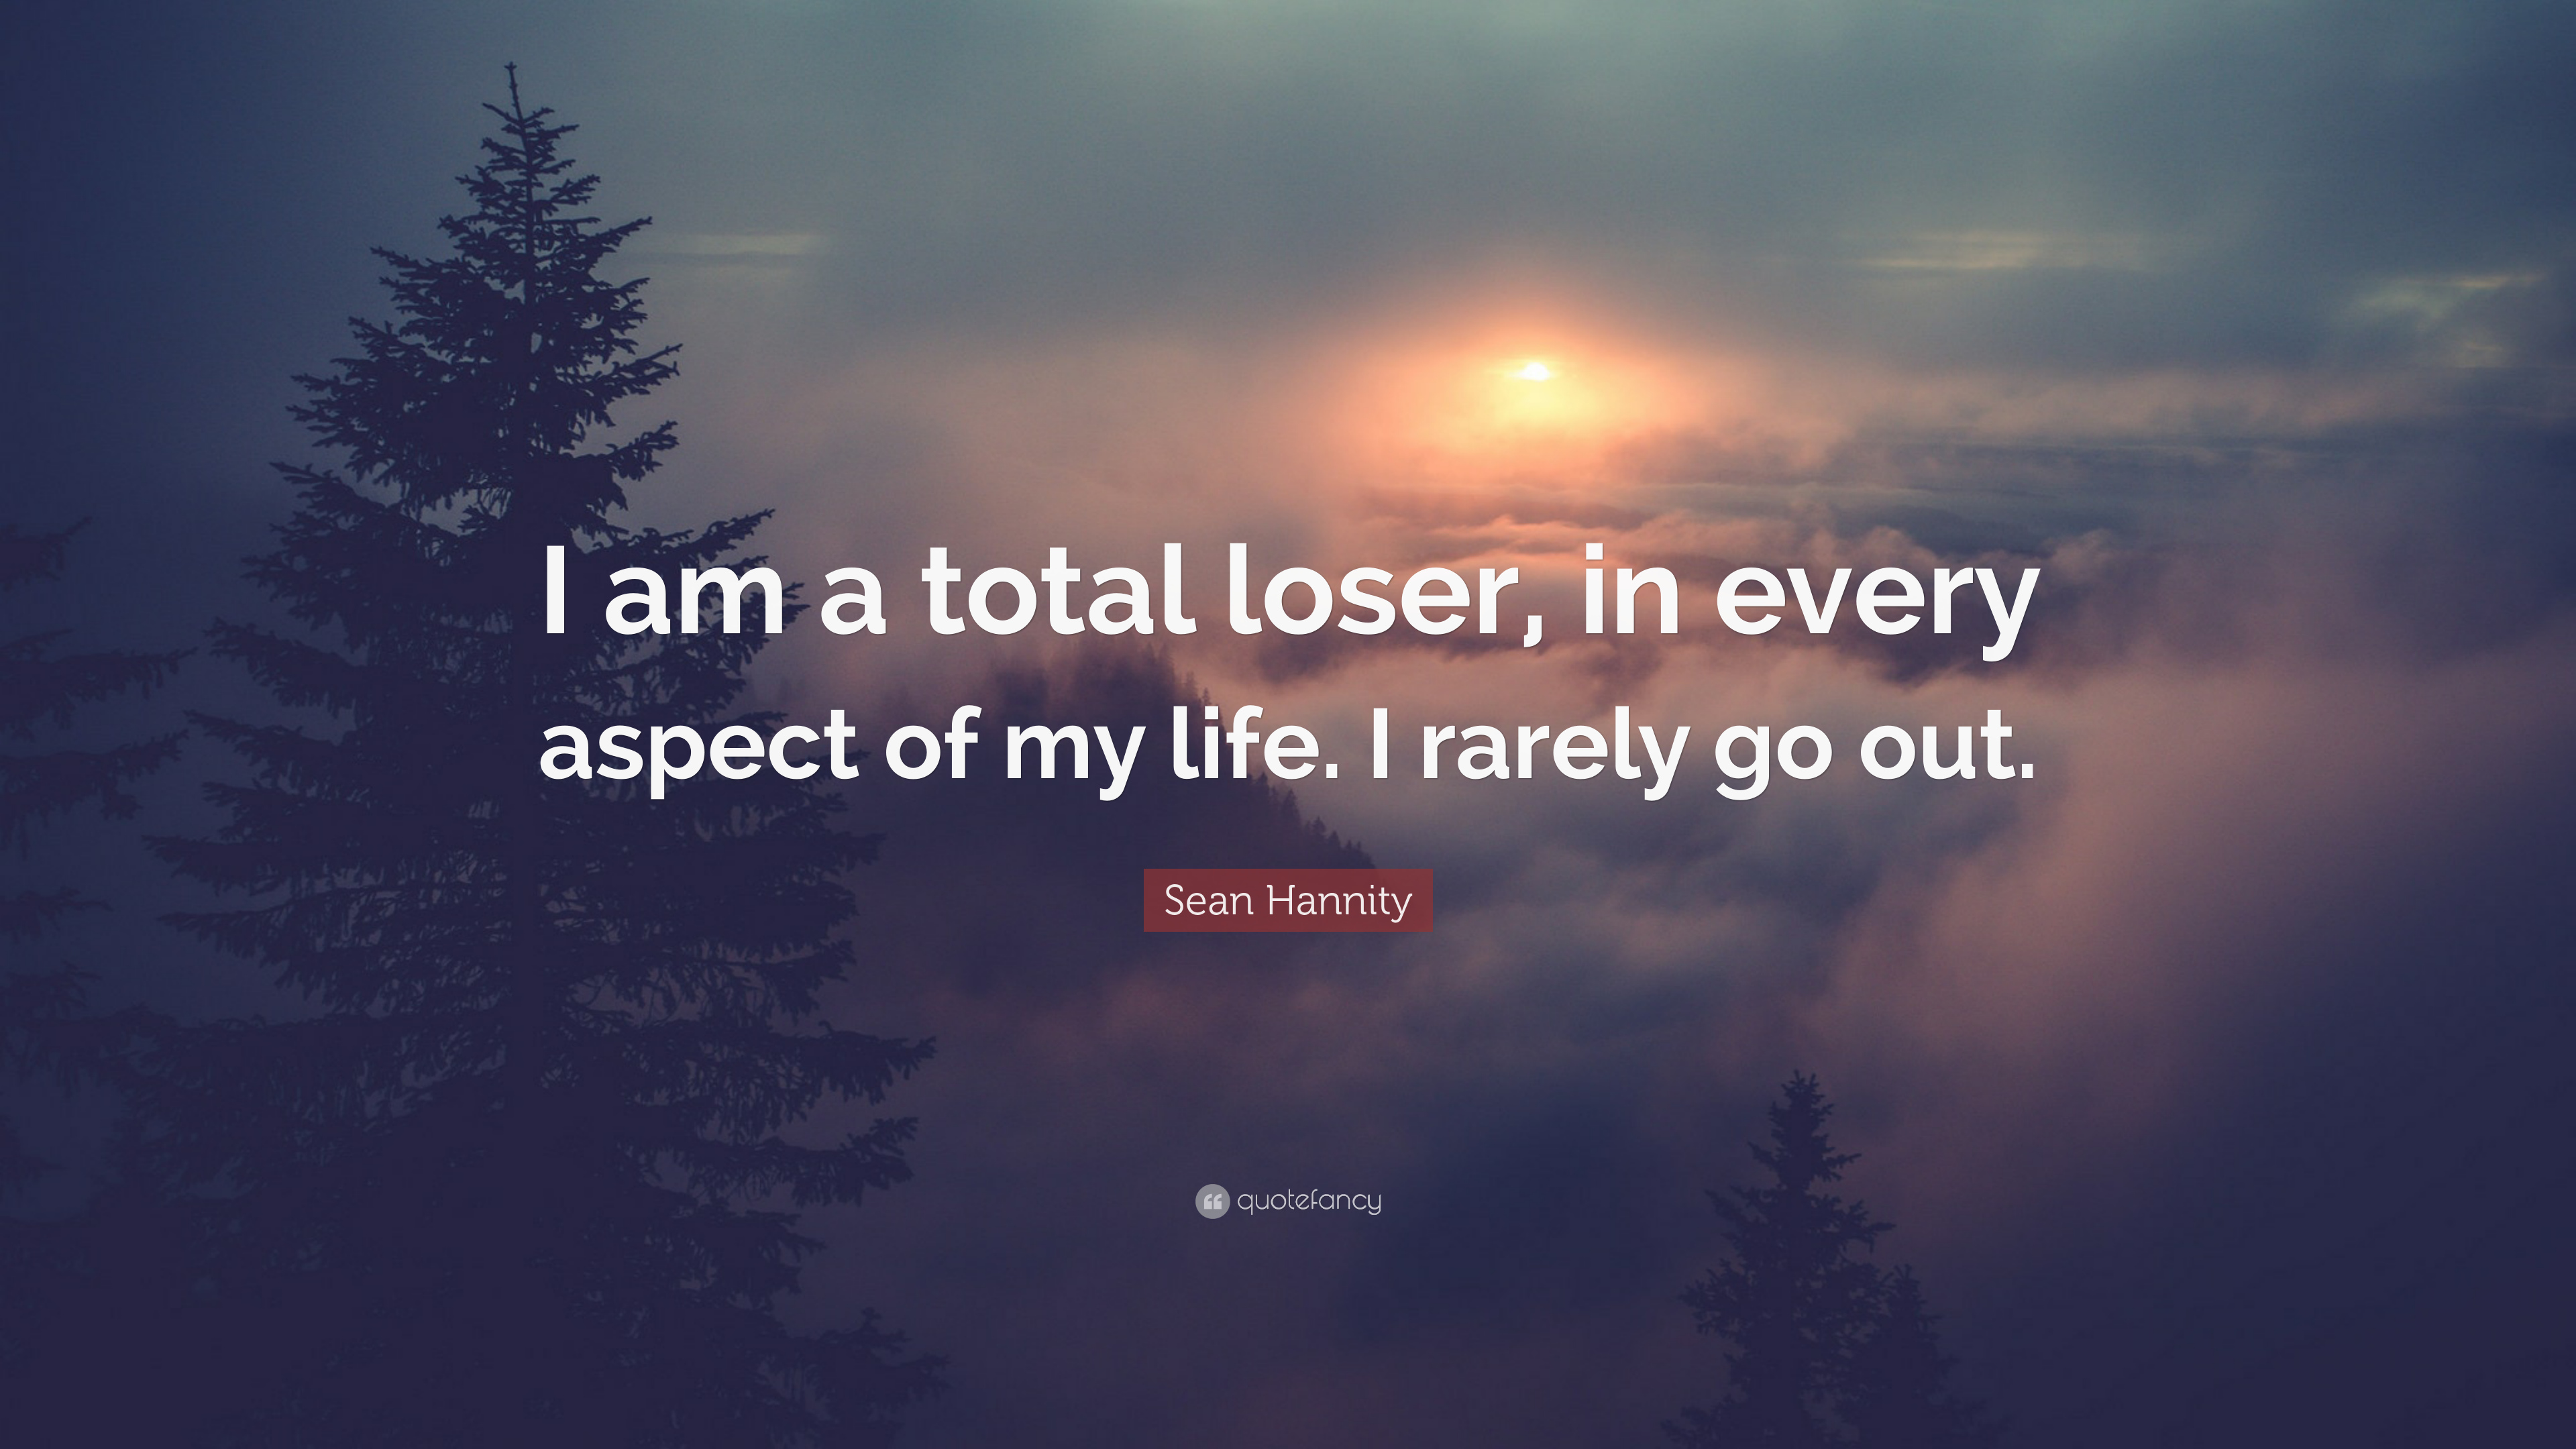 I am a total loser, in every
aspect of my life. I rarely go out.
Sean Hannity
quotefancy